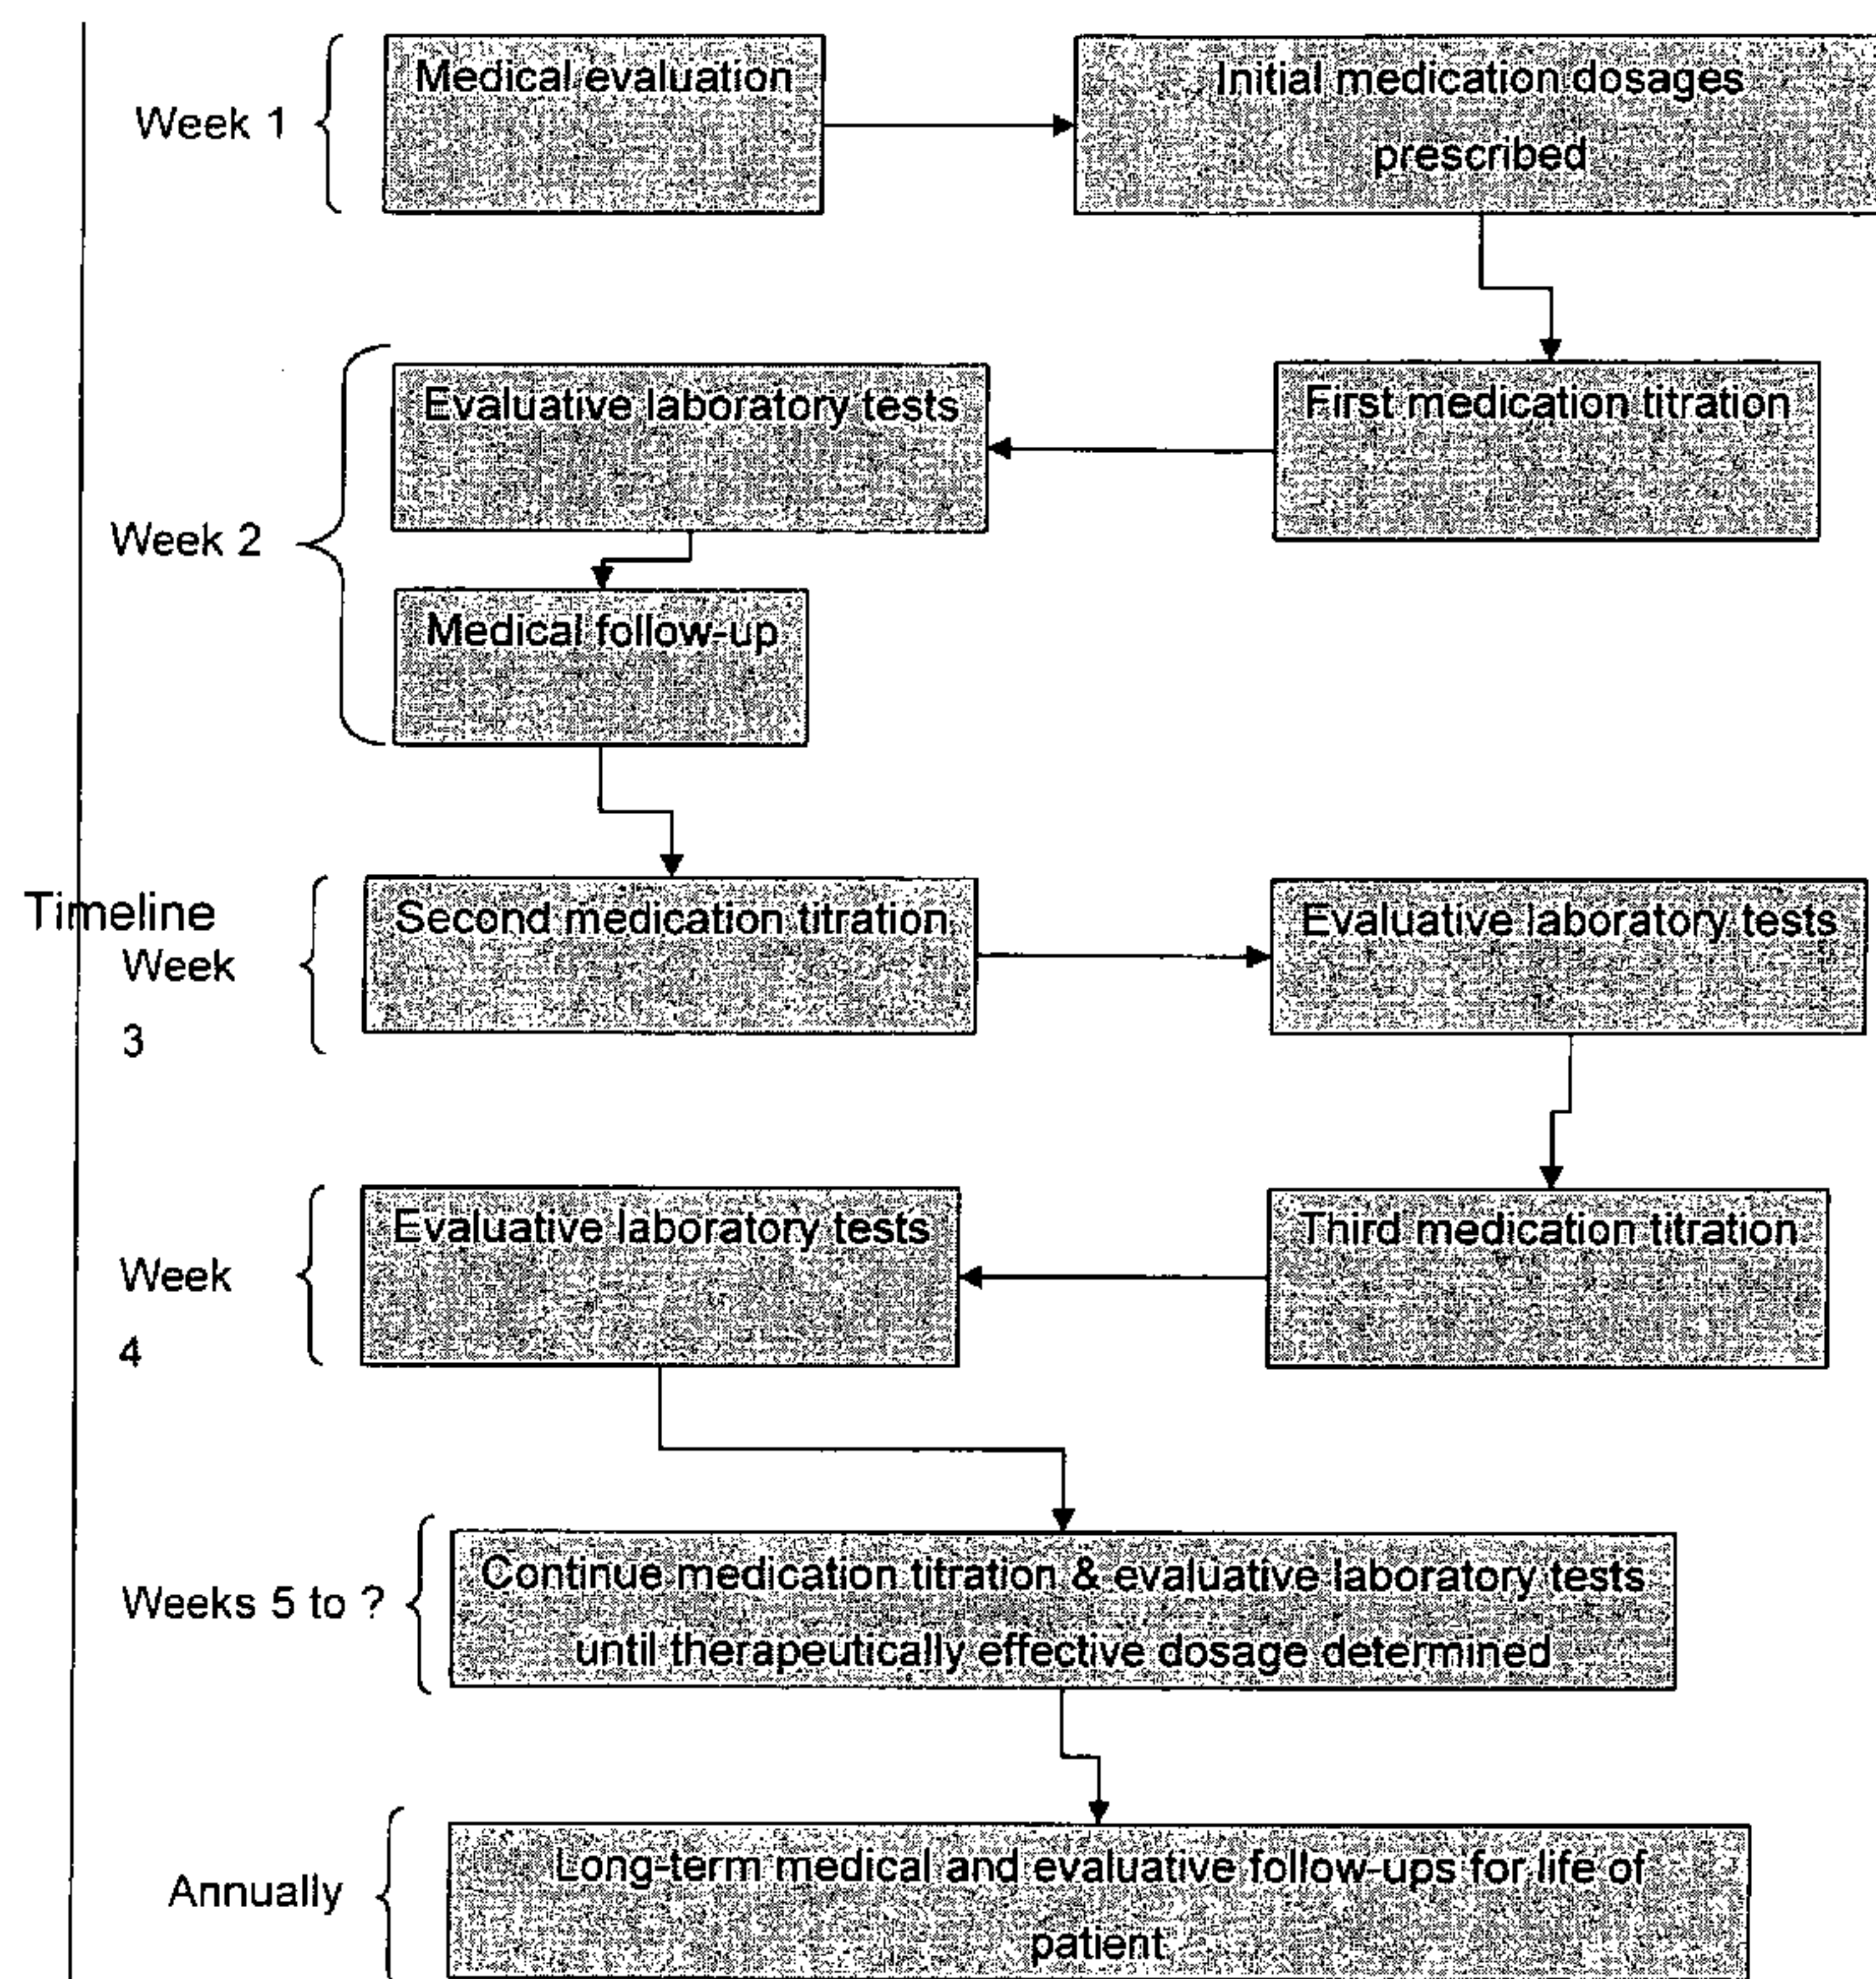 Week 1
Medical evaluation
Initial medication dosages
prescribed
Week 2
Evaluative laboratory tests
First medication titration
Medical follow-up
Timeline
Week
3
Second medication titration
Evaluative laboratory tests
Week
4
Evaluative laboratory tests
Third medication titration
Weeks 5 to ?
Continue medication titration & evaluative laboratory tests
until therapeutically effective dosage determined
Annually
Long-term medical and evaluative follow-ups for life of
patient